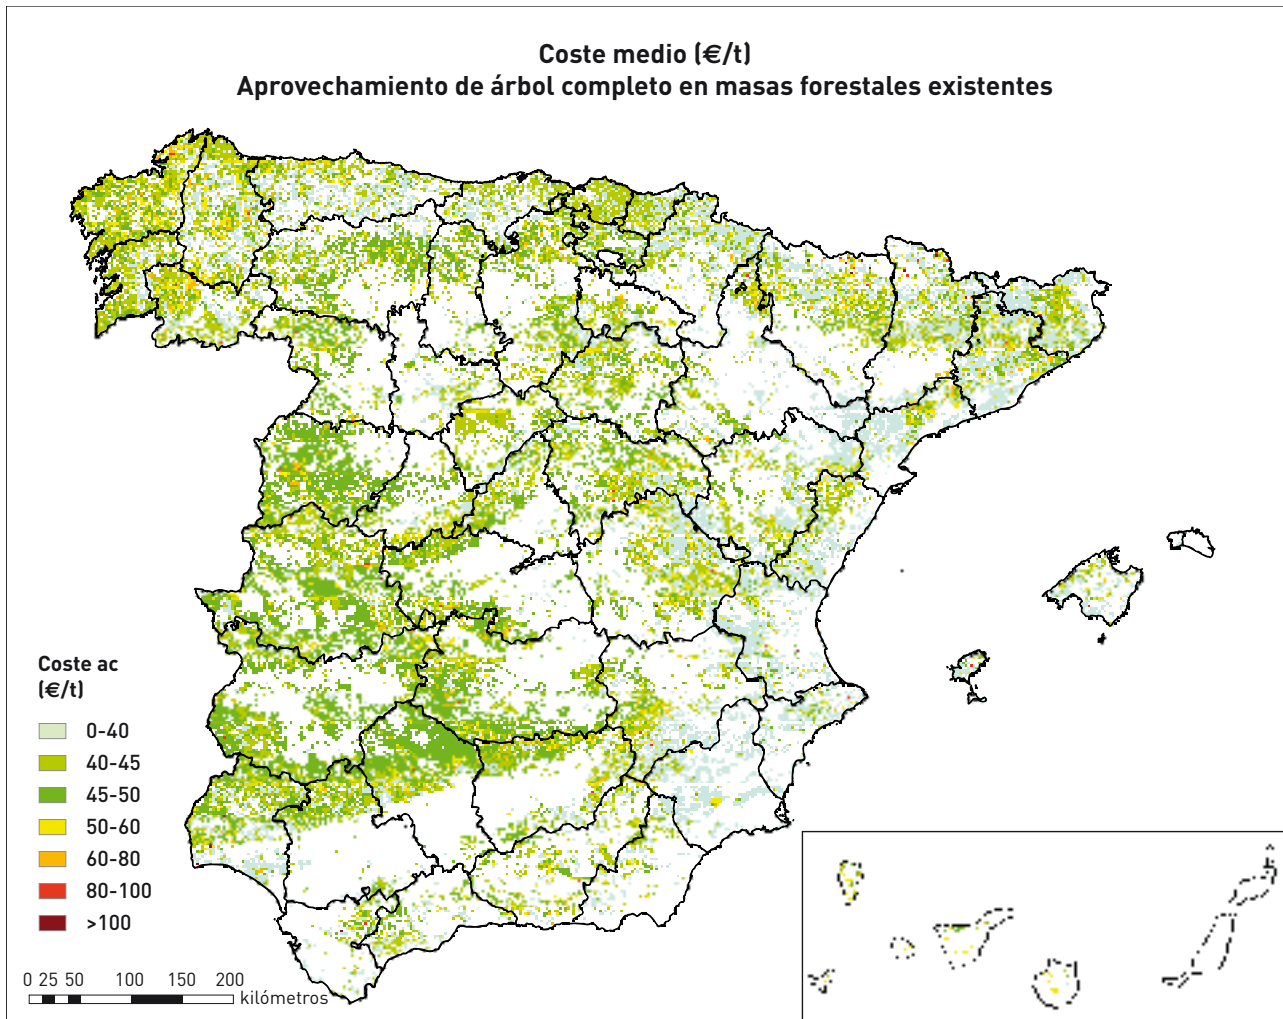 Coste medio (€/t)
Aprovechamiento de árbol completo en masas forestales existentes
Coste ac
(€/t)
0-40
40-45
45-50
50-60
60-80
80-100
>100
0 25 50 100 150 200
kilómetros